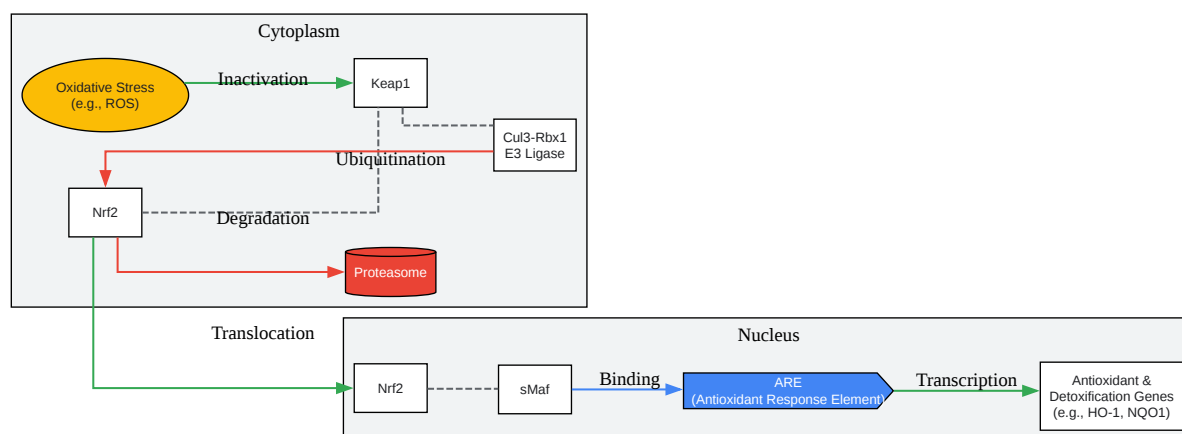 Cytoplasm
Inactivation
Oxidative Stress
(e.g., ROS)
Keap1
Cul3-Rbx1
E3 Ligase
Ubiquitination
Nrf2
Degradation
Proteasome
Translocation
Nucleus
Nrf2
sMaf
Binding
ARE
(Antioxidant Response Element)
Transcription
Antioxidant &
Detoxification Genes
(e.g., HO-1, NQO1)